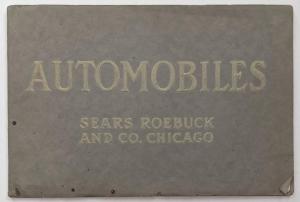 AUTOMOBILES
SEARS ROEBUCK
AND CO. CHICAGO